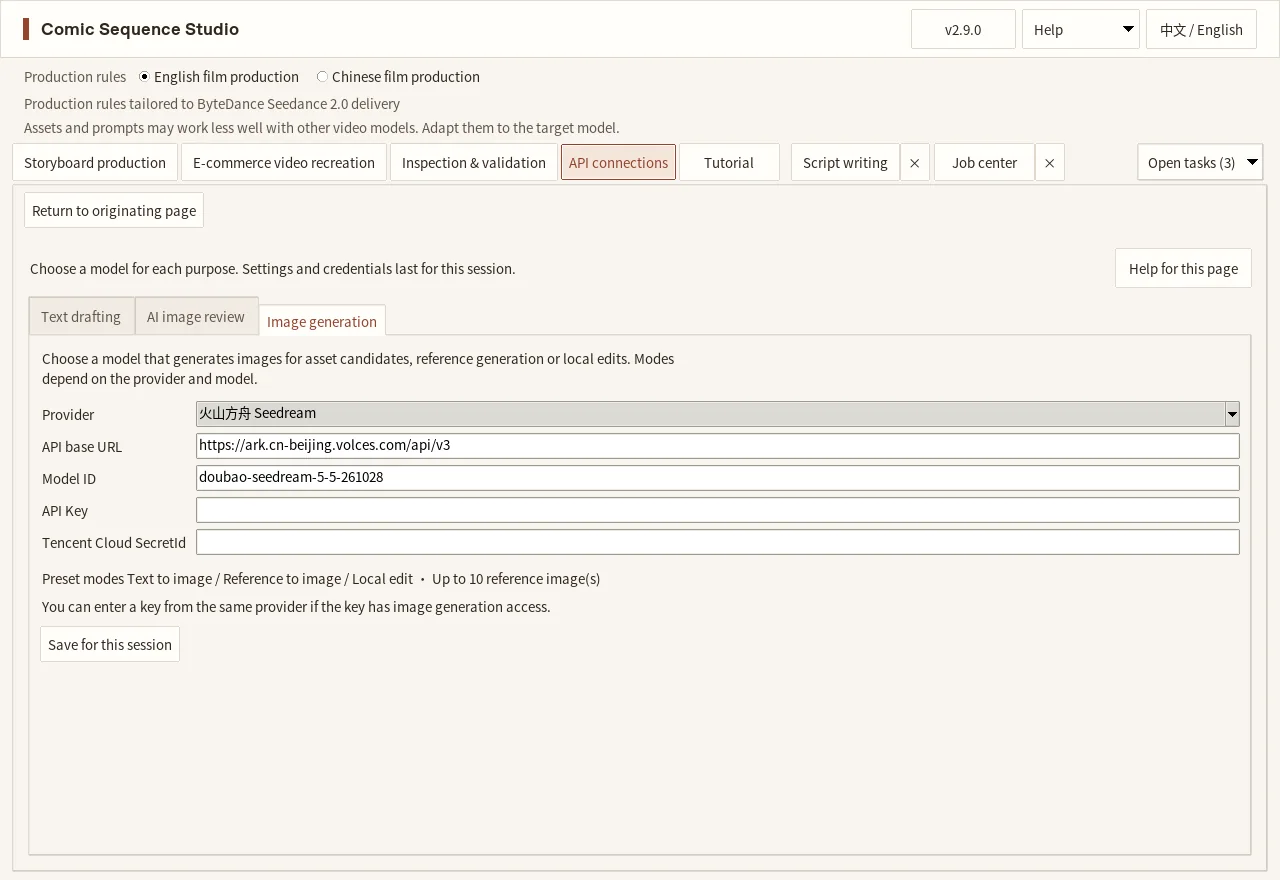 Comic Sequence Studio
v2.9.0
Help
中文 / English
Production rules
English film production
Chinese film production
Production rules tailored to ByteDance Seedance 2.0 delivery
Assets and prompts may work less well with other video models. Adapt them to the target model.
Storyboard production
E-commerce video recreation
Inspection & validation
API connections
Tutorial
Script writing
×
Job center
×
Open tasks (3)
Return to originating page
Choose a model for each purpose. Settings and credentials last for this session.
Help for this page
Text drafting
AI image review
Image generation
Choose a model that generates images for asset candidates, reference generation or local edits. Modes
depend on the provider and model.
Provider
火山方舟 Seedream
API base URL
https://ark.cn-beijing.volces.com/api/v3
Model ID
doubao-seedream-5-5-261028
API Key
Tencent Cloud SecretId
Preset modes Text to image / Reference to image / Local edit ・ Up to 10 reference image(s)
You can enter a key from the same provider if the key has image generation access.
Save for this session